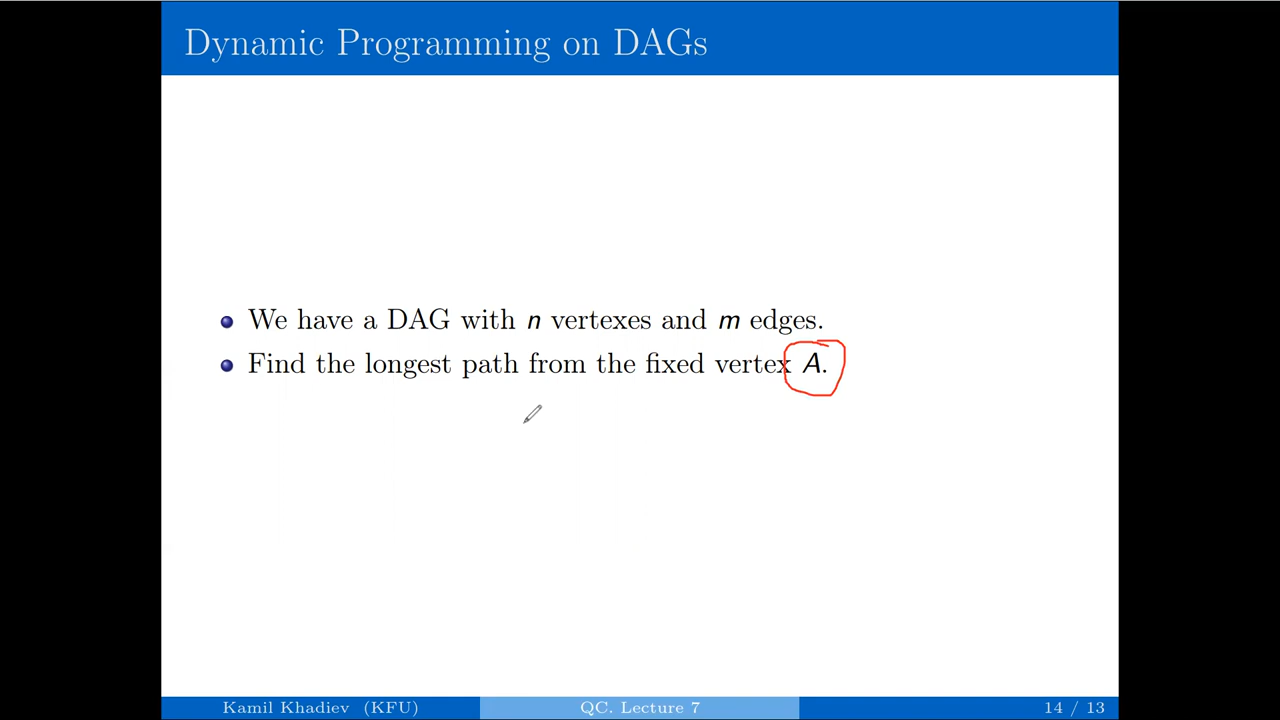 Dynamic Programming on DAGs
We have a DAG with n vertexes and m edges.
Find the longest path from the fixed vertex A.
Kamil Khadiev (KFU) QC. Lecture 7 14 / 13